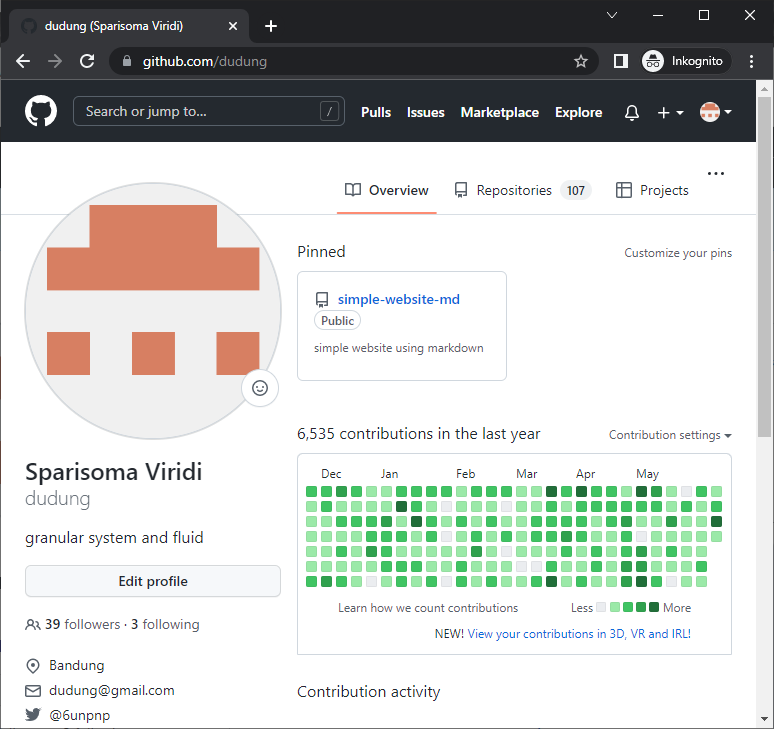 dudung (Sparisoma Viridi)
github.com/dudung
Inkognito
Search or jump to...
/
Pulls
Issues
Marketplace
Explore
Overview
Repositories 107
Projects
Pinned
Customize your pins
simple-website-md
Public
simple website using markdown
6,535 contributions in the last year
Contribution settings
Dec Jan Feb Mar Apr May
Learn how we count contributions
Less
More
NEW! View your contributions in 3D, VR and IRL!
Contribution activity
Sparisoma Viridi
dudung
granular system and fluid
Edit profile
39 followers · 3 following
Bandung
dudung@gmail.com
@6unpnp